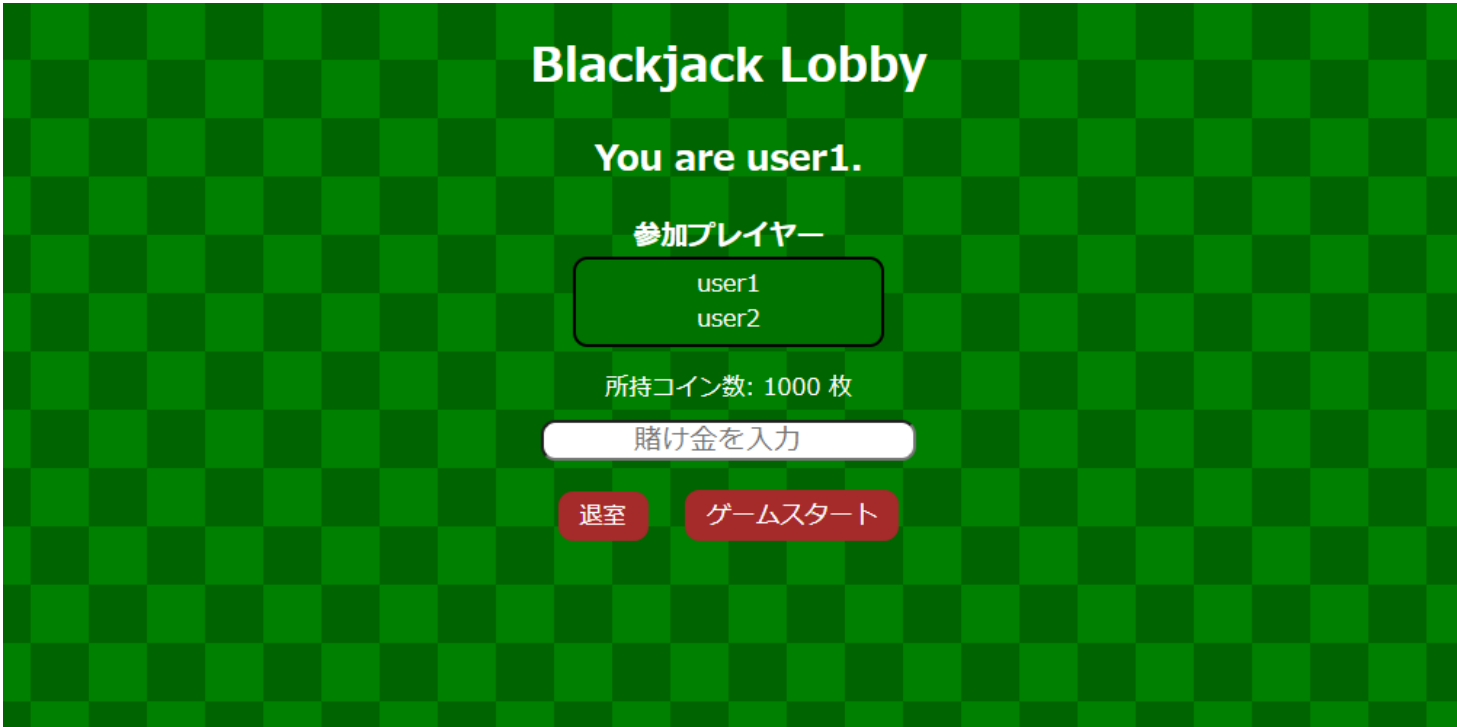 Blackjack Lobby
You are user1.
参加プレイヤー
user1
user2
所持コイン数: 1000 枚
賭け金を入力
退室 ゲームスタート